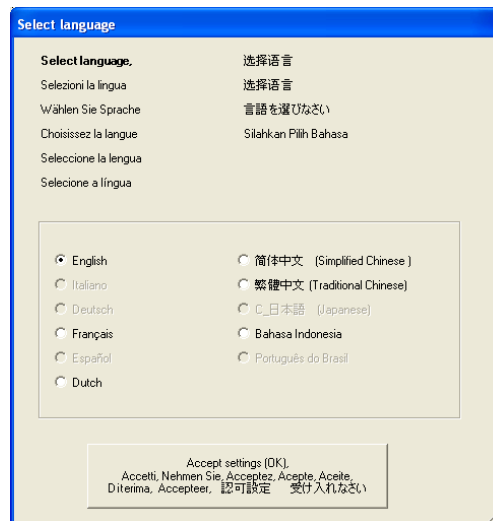 Select language
Select language,
选择语言
Selezioni la lingua
选择语言
Wählen Sie Sprache
言語を選びなさい
Choisissez la langue
Silahkan Pilih Bahasa
Seleccione la lengua
Selecione a língua
English
简体中文 (Simplified Chinese )
Italiano
繁體中文 (Traditional Chinese)
Deutsch
C_日本語 (Japanese)
Français
Bahasa Indonesia
Español
Português do Brasil
Dutch
Accept settings (OK),
Accetti, Nehmen Sie, Acceptez, Acepte, Aceite,
Diterima, Accepteer, 認可設定 受け入れなさい